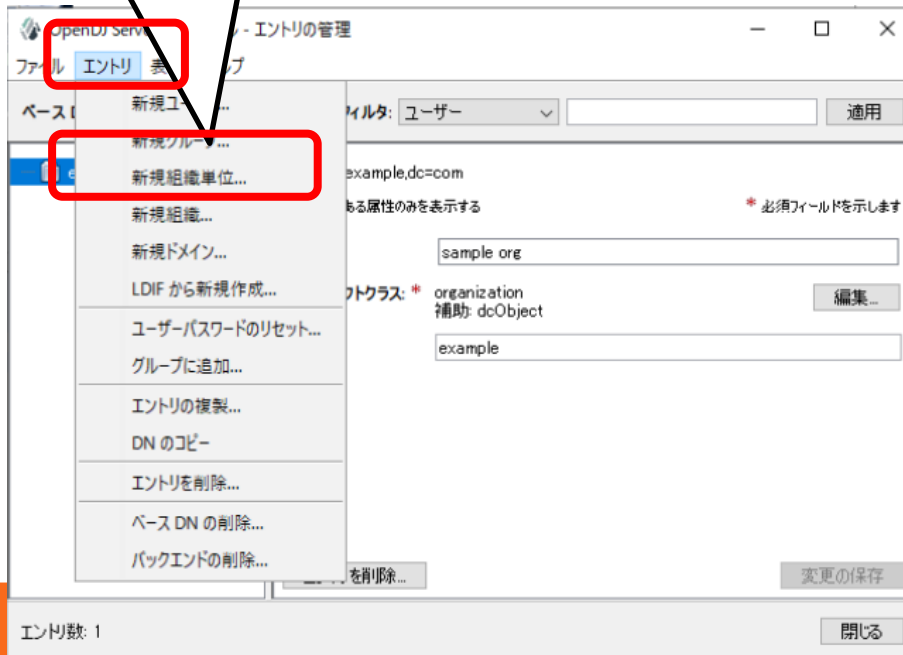 OpenDJ Serv - エントリの管理
ファイル エントリ 表 ルプ
新規ユー ...
新規グループ...
新規組織単位...
新規組織...
新規ドメイン...
LDIF から新規作成...
ユーザーパスワードのリセット...
グループに追加...
エントリの複製...
DN のコピー
エントリを削除...
ベース DN の削除...
バックエンドの削除...
ベース
ィルタ: ユーザー 適用
example,dc=com
ある属性のみを表示する * 必須フィールドを示します
sample org
クトクラス: * organization 編集...
補助: dcObject
example
を削除... 変更の保存
エントリ数: 1 閉じる